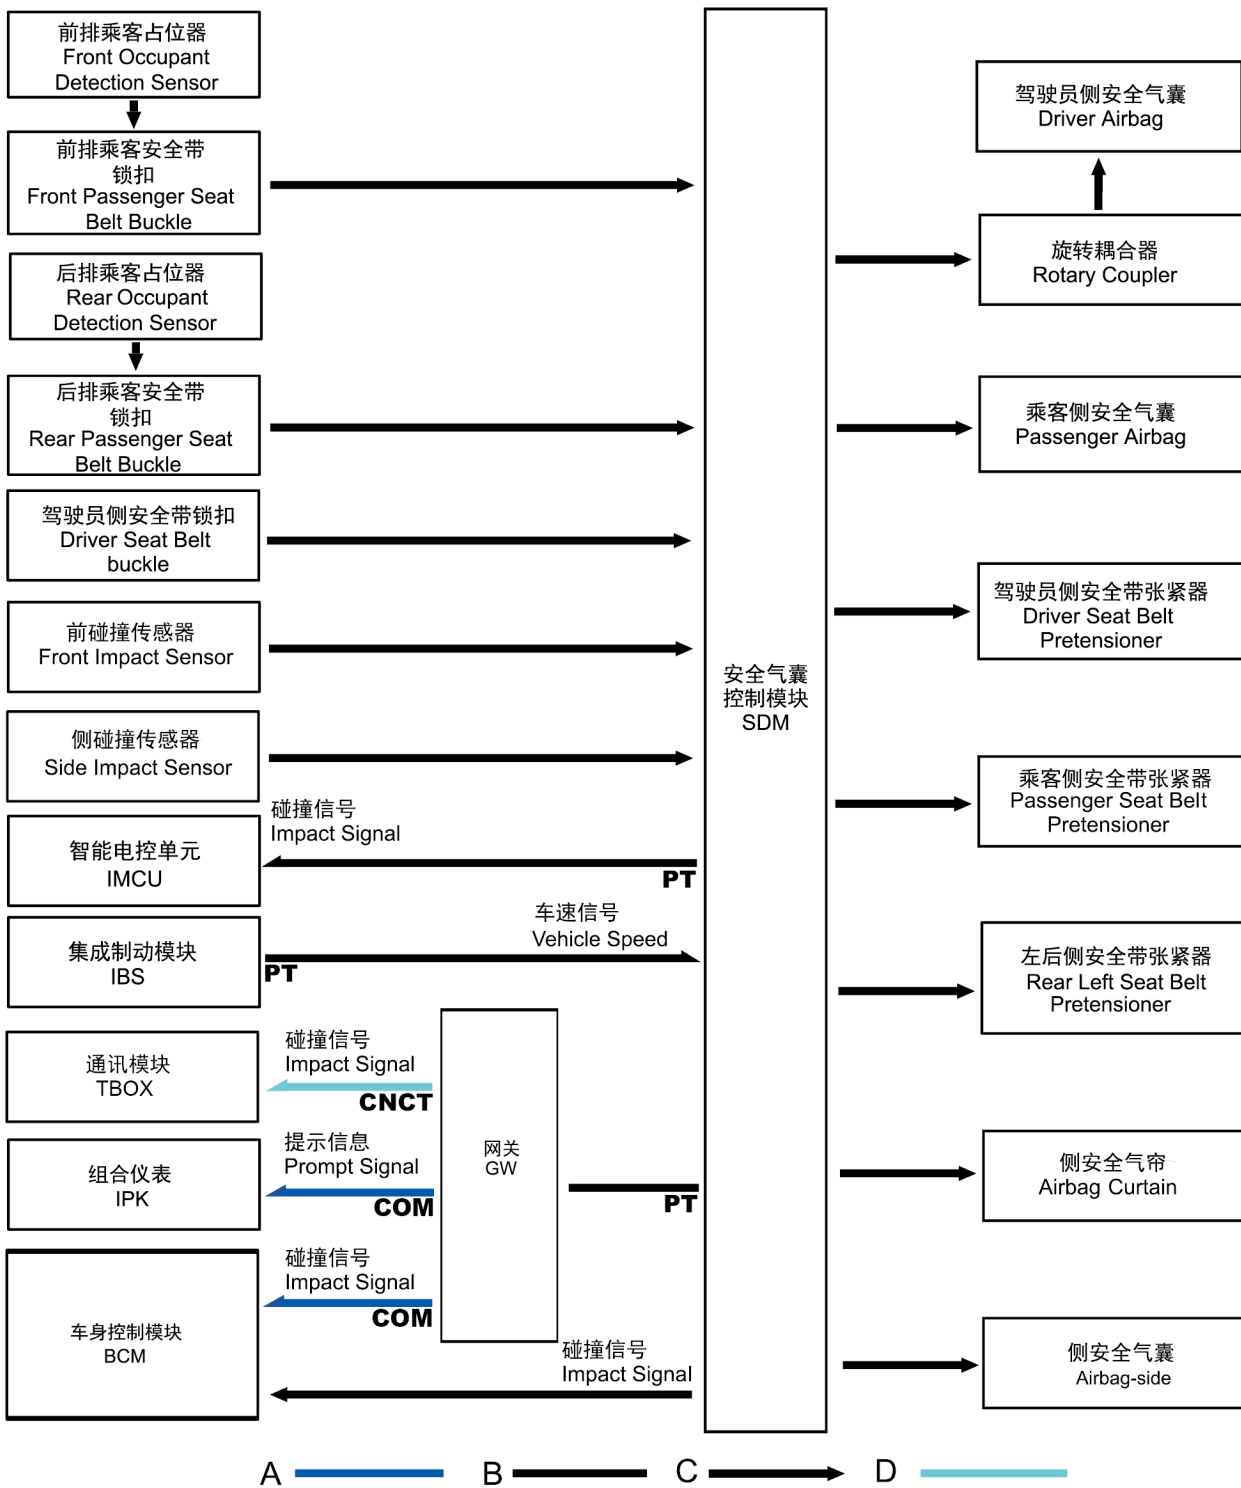 前排乘客占位器
Front Occupant
Detection Sensor
前排乘客安全带
锁扣
Front Passenger Seat
Belt Buckle
后排乘客占位器
Rear Occupant
Detection Sensor
后排乘客安全带
锁扣
Rear Passenger Seat
Belt Buckle
驾驶员侧安全带锁扣
Driver Seat Belt
buckle
前碰撞传感器
Front Impact Sensor
侧碰撞传感器
Side Impact Sensor
智能电控单元
IMCU
碰撞信号
Impact Signal
PT
集成制动模块
IBS
PT
车速信号
Vehicle Speed
通讯模块
TBOX
碰撞信号
Impact Signal
CNCT
组合仪表
IPK
提示信息
Prompt Signal
COM
车身控制模块
BCM
碰撞信号
Impact Signal
COM
网关
GW
PT
碰撞信号
Impact Signal
安全气囊
控制模块
SDM
驾驶员侧安全气囊
Driver Airbag
旋转耦合器
Rotary Coupler
乘客侧安全气囊
Passenger Airbag
驾驶员侧安全带张紧器
Driver Seat Belt
Pretensioner
乘客侧安全带张紧器
Passenger Seat Belt
Pretensioner
左后侧安全带张紧器
Rear Left Seat Belt
Pretensioner
侧安全气帘
Airbag Curtain
侧安全气囊
Airbag-side
A
B
C
D